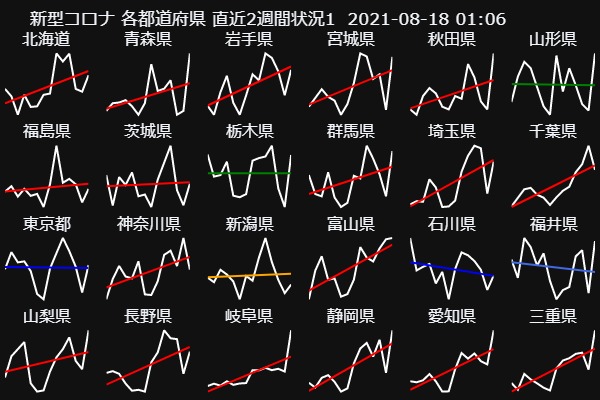 新型コロナ 各都道府県 直近2週間状況1 2021-08-18 01:06
北海道 青森県 岩手県 宮城県 秋田県 山形県
福島県 茨城県 栃木県 群馬県 埼玉県 千葉県
東京都 神奈川県 新潟県 富山県 石川県 福井県
山梨県 長野県 岐阜県 静岡県 愛知県 三重県